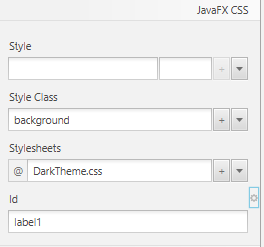 JavaFX CSS
Style
+
Style Class
background +
Stylesheets
@ DarkTheme.css +
Id
label1